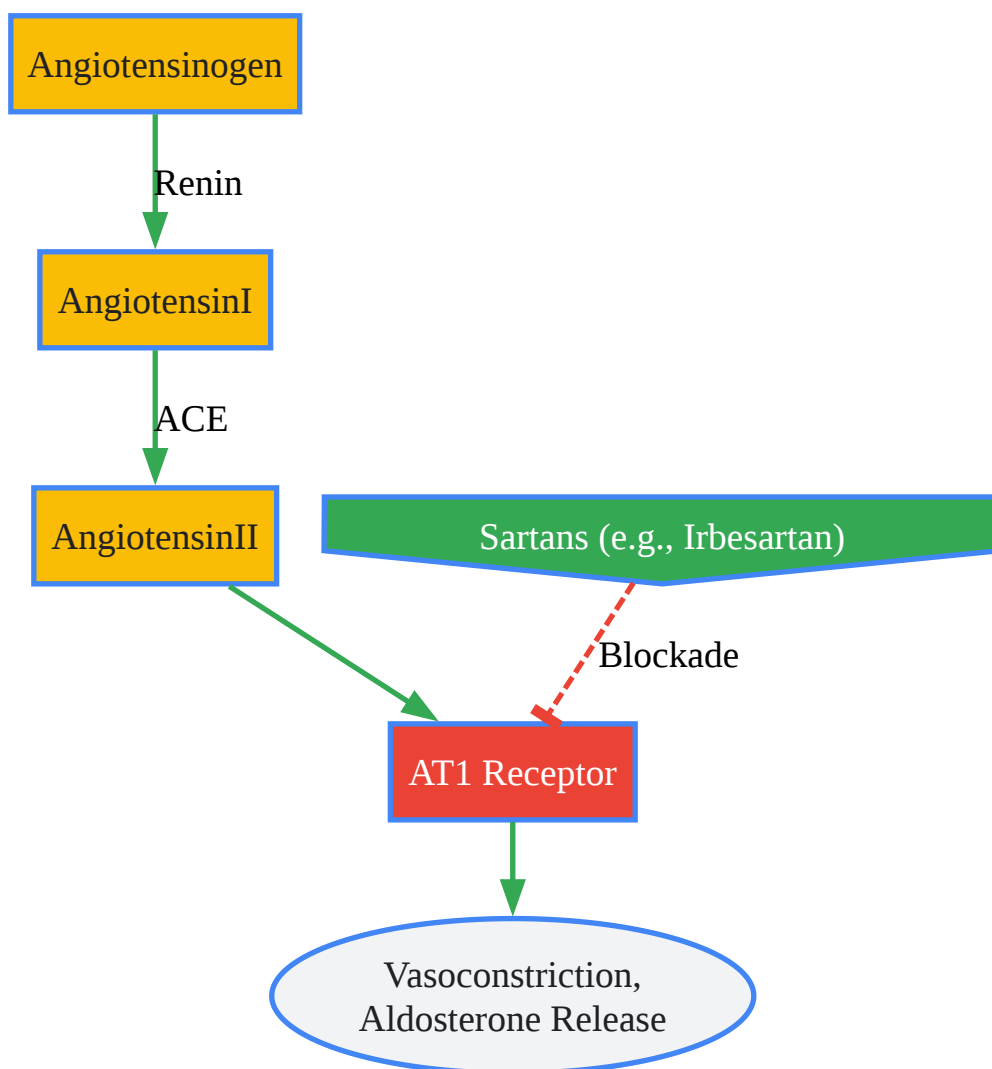 Angiotensinogen
Renin
AngiotensinI
ACE
AngiotensinII
Sartans (e.g., Irbesartan)
Blockade
AT1 Receptor
Vasoconstriction,
Aldosterone Release